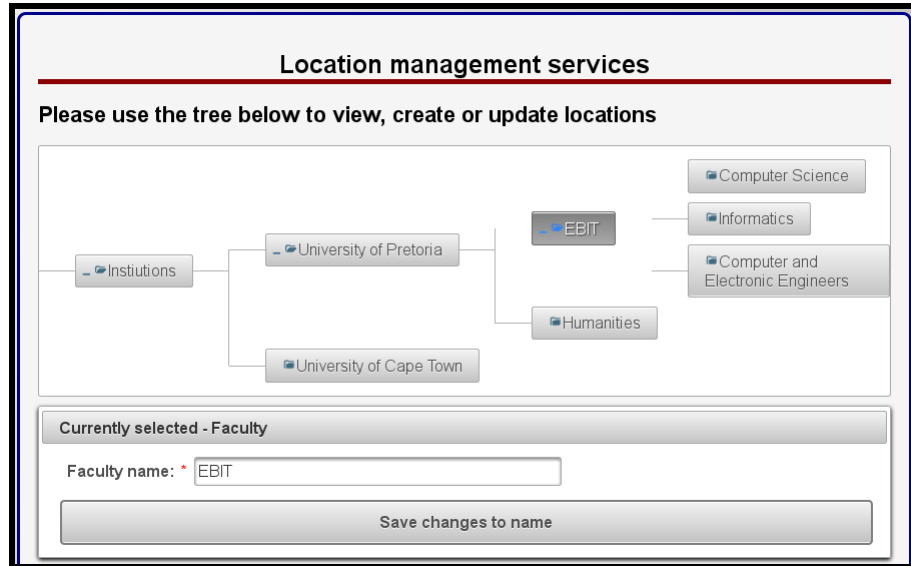 Location management services
Please use the tree below to view, create or update locations
Instiutions
University of Pretoria
University of Cape Town
EBIT
Humanities
Computer Science
Informatics
Computer and
Electronic Engineers
Currently selected - Faculty
Faculty name: * EBIT
Save changes to name